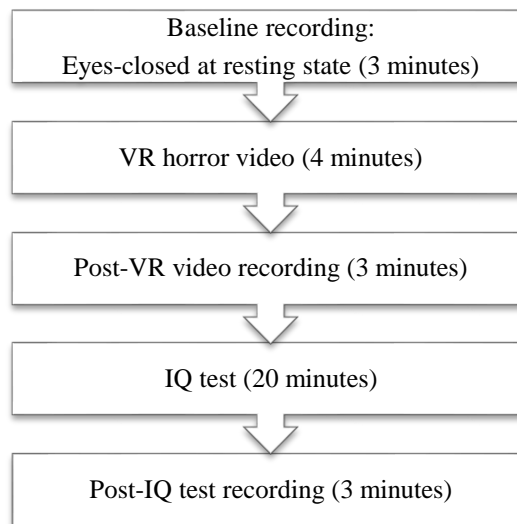 Baseline recording:
Eyes-closed at resting state (3 minutes)
VR horror video (4 minutes)
Post-VR video recording (3 minutes)
IQ test (20 minutes)
Post-IQ test recording (3 minutes)